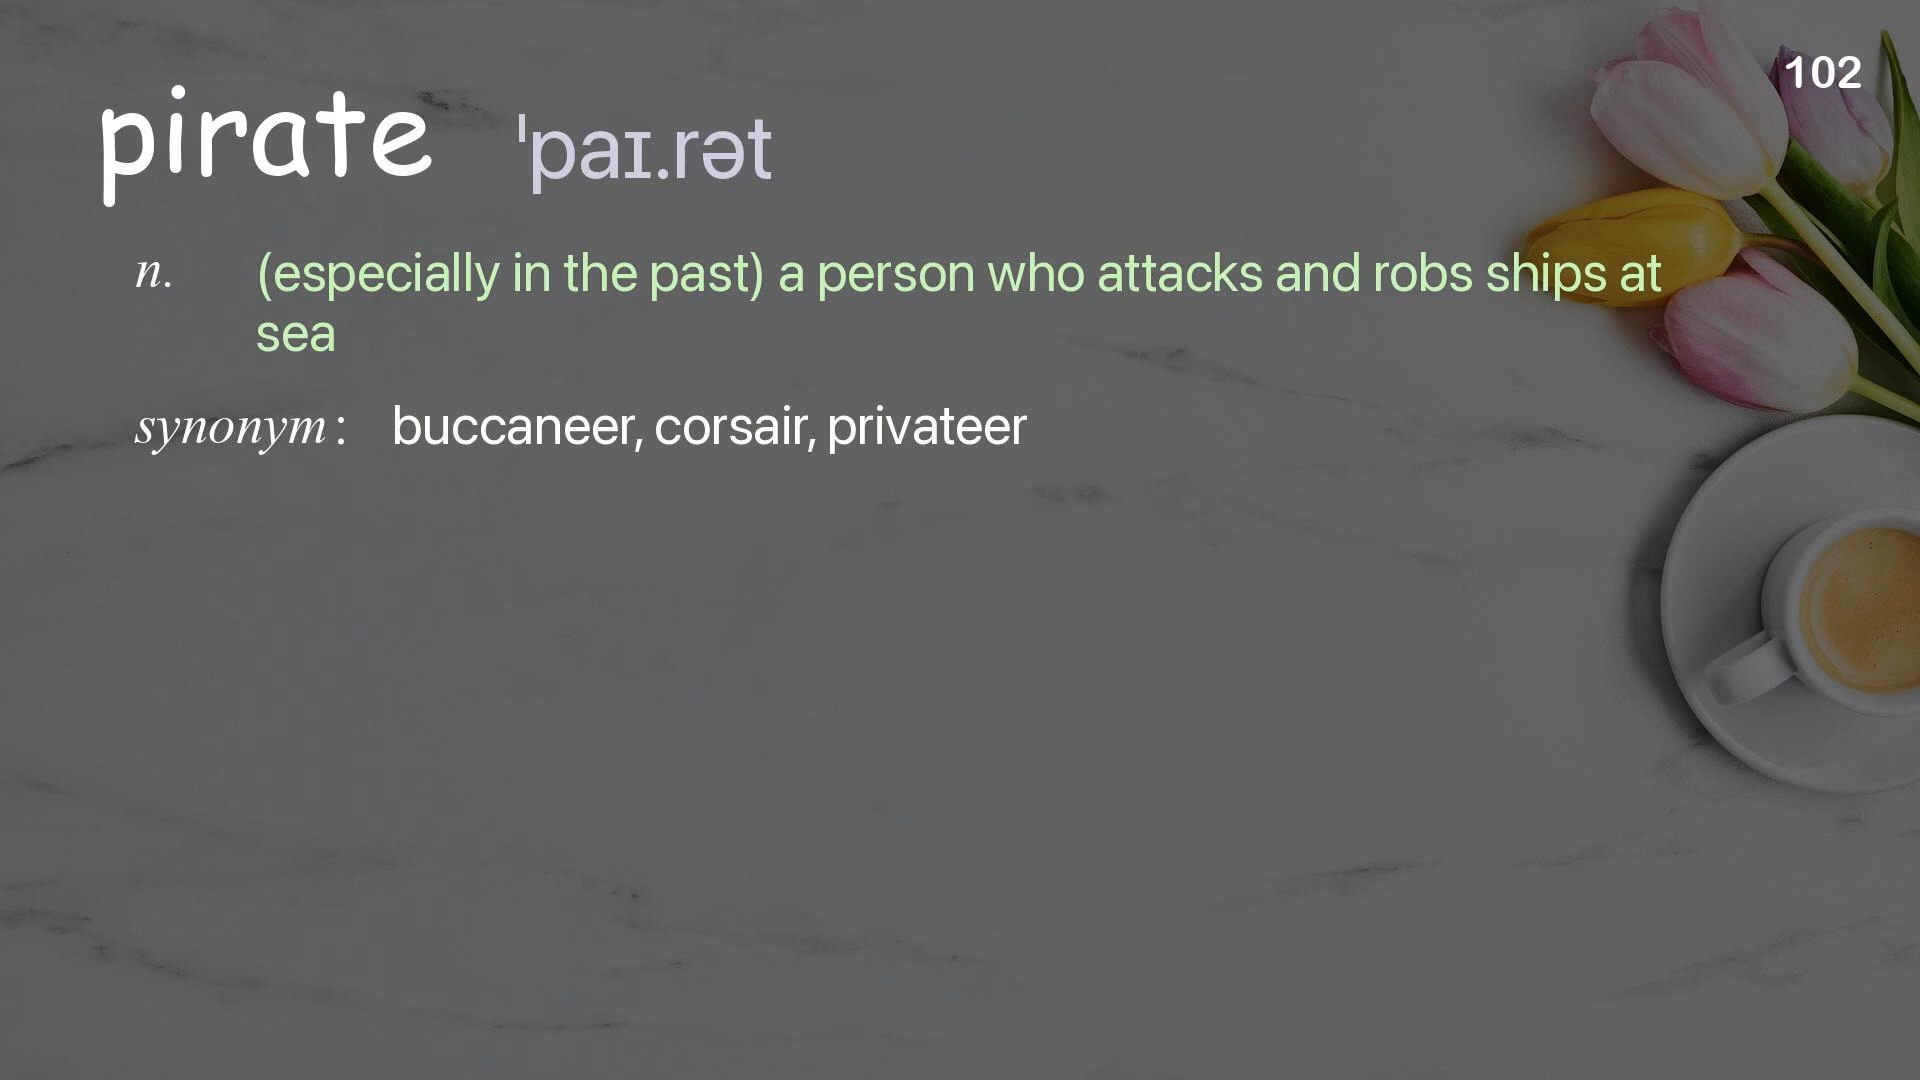 102
pirate ˈpaɪ.rət
n. (especially in the past) a person who attacks and robs ships at
sea
synonym: buccaneer, corsair, privateer